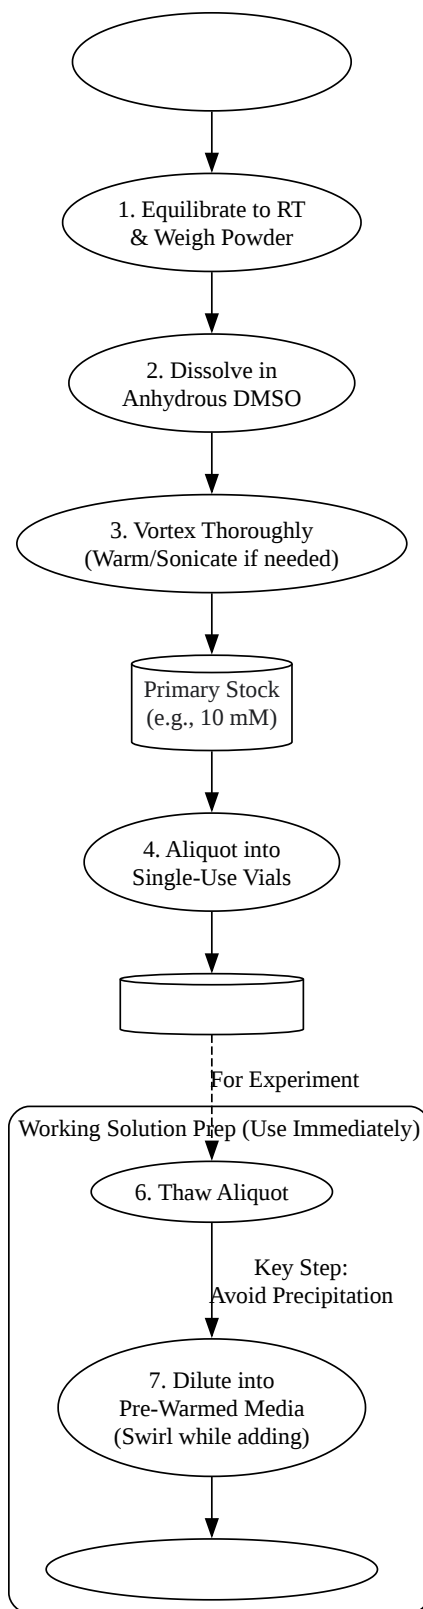 1. Equilibrate to RT
& Weigh Powder
2. Dissolve in
Anhydrous DMSO
3. Vortex Thoroughly
(Warm/Sonicate if needed)
Primary Stock
(e.g., 10 mM)
4. Aliquot into
Single-Use Vials
For Experiment
Working Solution Prep (Use Immediately)
6. Thaw Aliquot
Key Step:
Avoid Precipitation
7. Dilute into
Pre-Warmed Media
(Swirl while adding)